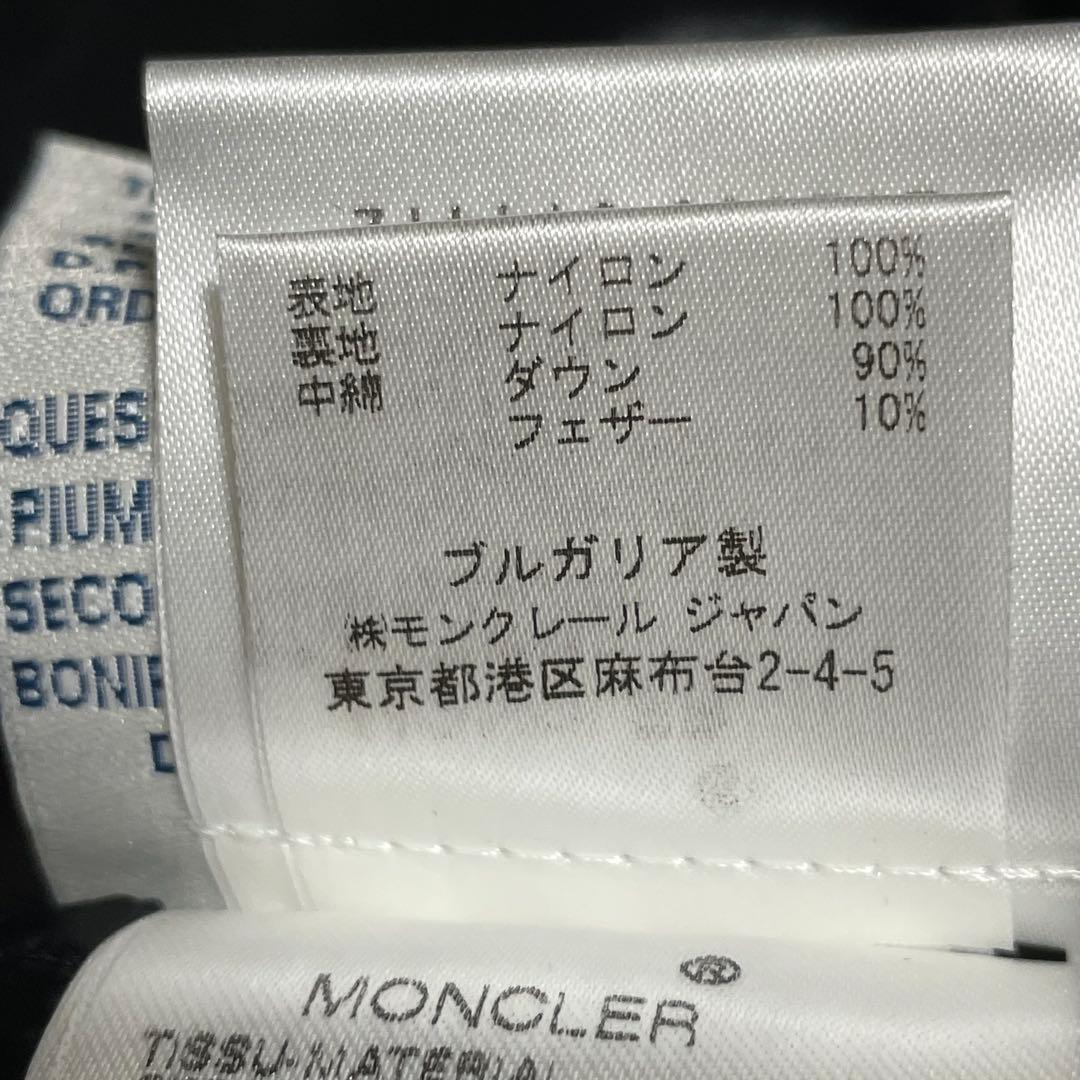 ORD
QUES
PIUM
SECO
BONIF
表地 ナイロン 100%
裏地 ナイロン 100%
中綿 ダウン 90%
フェザー 10%
ブルガリア製
㈱モンクレール ジャパン
東京都港区麻布台2-4-5
MONCLER®
TISSU-MATERIAL